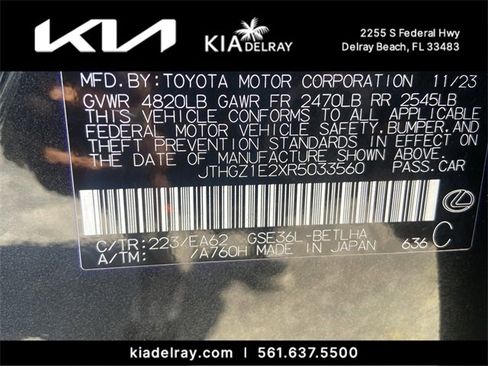 KIA
KIADELRAY
2255 S Federal Hwy
Delray Beach, FL 33483
MFD. BY: TOYOTA MOTOR CORPORATION 11/23
GVWR 4820LB GAWR FR 2470LB RR 2545LB
THIS VEHICLE CONFORMS TO ALL APPLICABLE
FEDERAL MOTOR VEHICLE SAFETY, BUMPER, AND
THEFT PREVENTION STANDARDS IN EFFECT ON
THE DATE OF MANUFACTURE SHOWN ABOVE.
JTHGZ1E2XR5033560 PASS. CAR
C/TR: 223/EA62 GSE36L-BETLHA
A/TM: /A760H MADE IN JAPAN 636 C
kiadelray.com | 561.637.5500